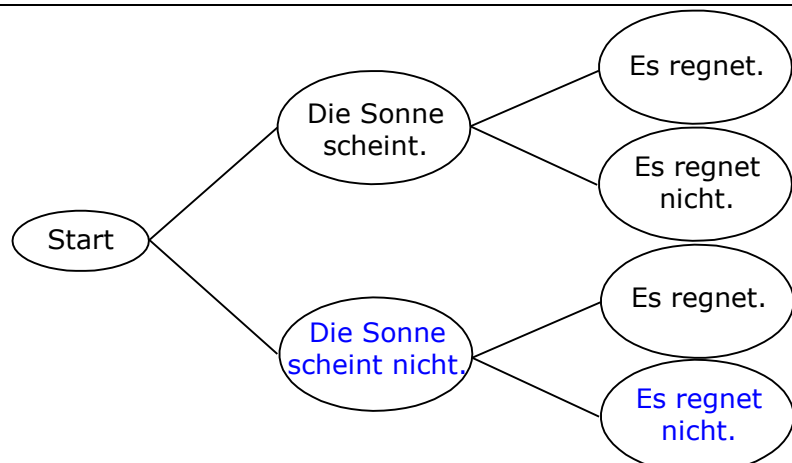 Es regnet.
Die Sonne
scheint.
Es regnet
nicht.
Start
Es regnet.
Die Sonne
scheint nicht.
Es regnet
nicht.